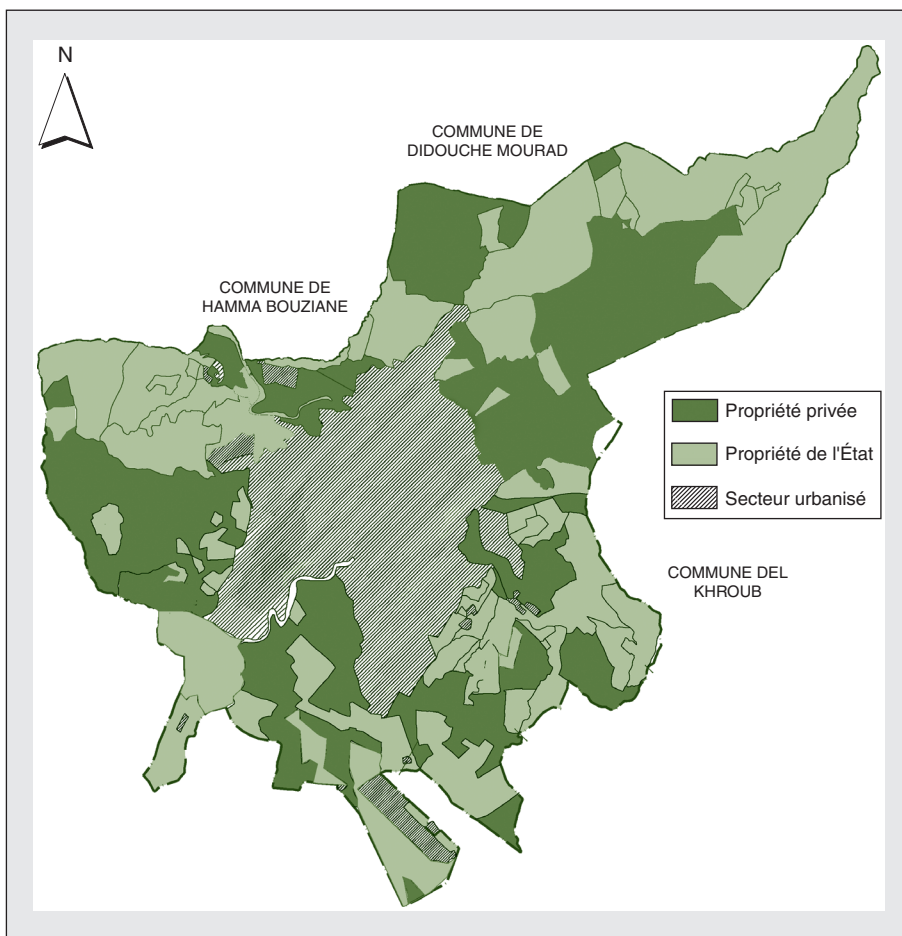 N
COMMUNE DE
DIDOUCHE MOURAD
COMMUNE DE
HAMMA BOUZIANE
Propriété privée
Propriété de l'État
Secteur urbanisé
COMMUNE DEL
KHROUB